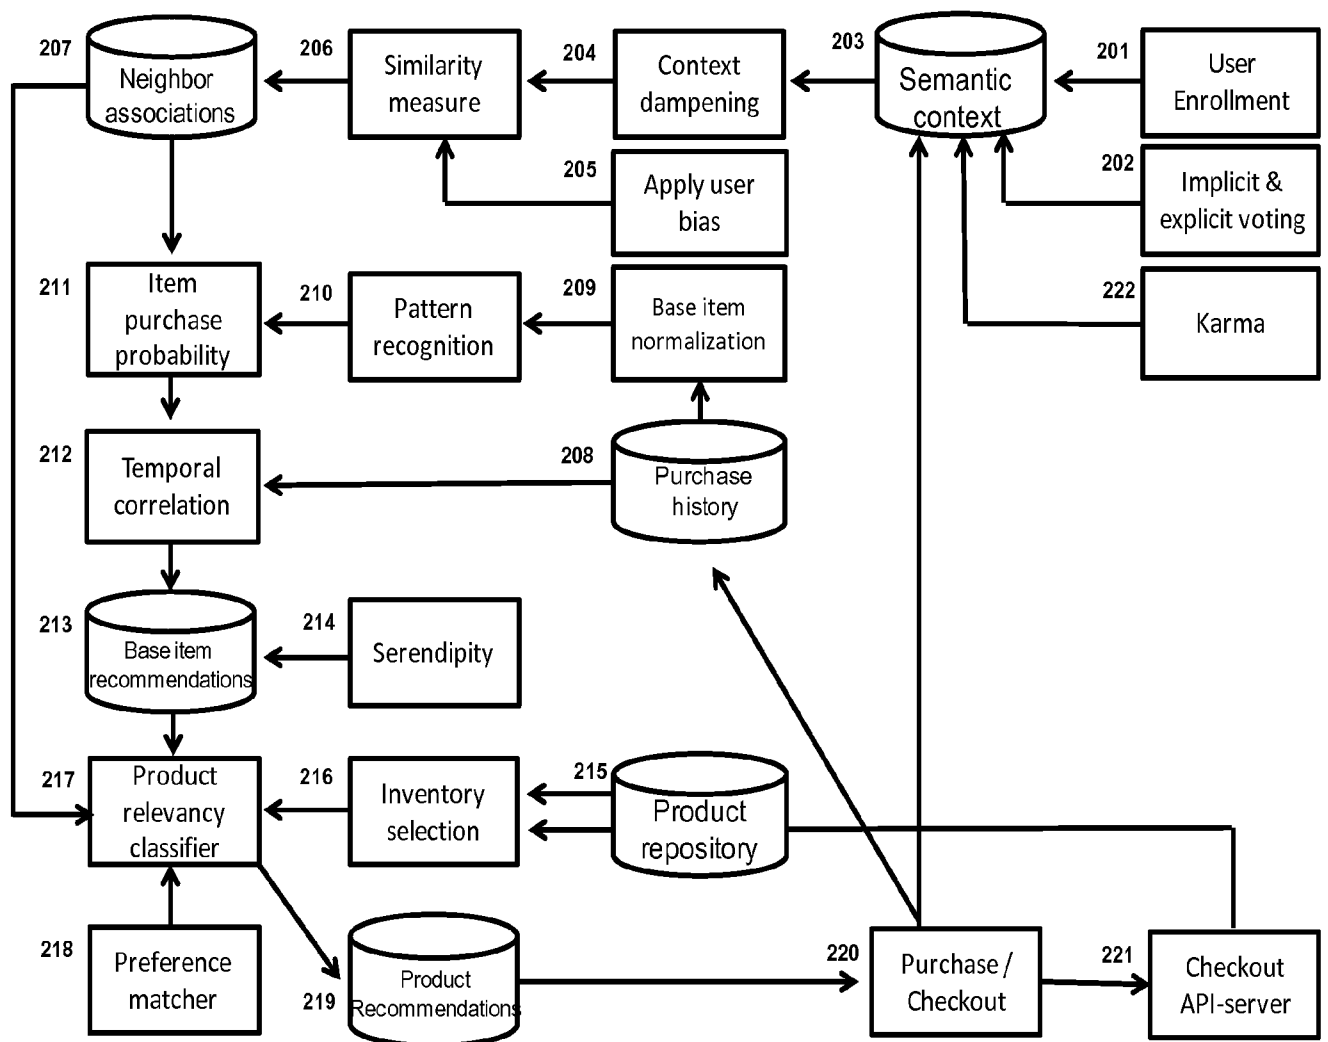 207
Neighbor
associations
206
Similarity
measure
204
Context
dampening
203
Semantic
context
201
User
Enrollment
205
Apply user
bias
202
Implicit &
explicit voting
211
Item
purchase
probability
210
Pattern
recognition
209
Base item
normalization
222
Karma
212
Temporal
correlation
208
Purchase
history
213
Base item
recommendations
214
Serendipity
217
Product
relevancy
classifier
216
Inventory
selection
215
Product
repository
218
Preference
matcher
219
Product
Recommendations
220
Purchase /
Checkout
221
Checkout
API-server